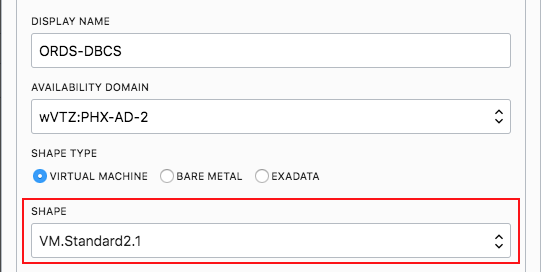 DISPLAY NAME
ORDS-DBCS
AVAILABILITY DOMAIN
wVTZ:PHX-AD-2
SHAPE TYPE
VIRTUAL MACHINE BARE METAL EXADATA
SHAPE
VM.Standard2.1